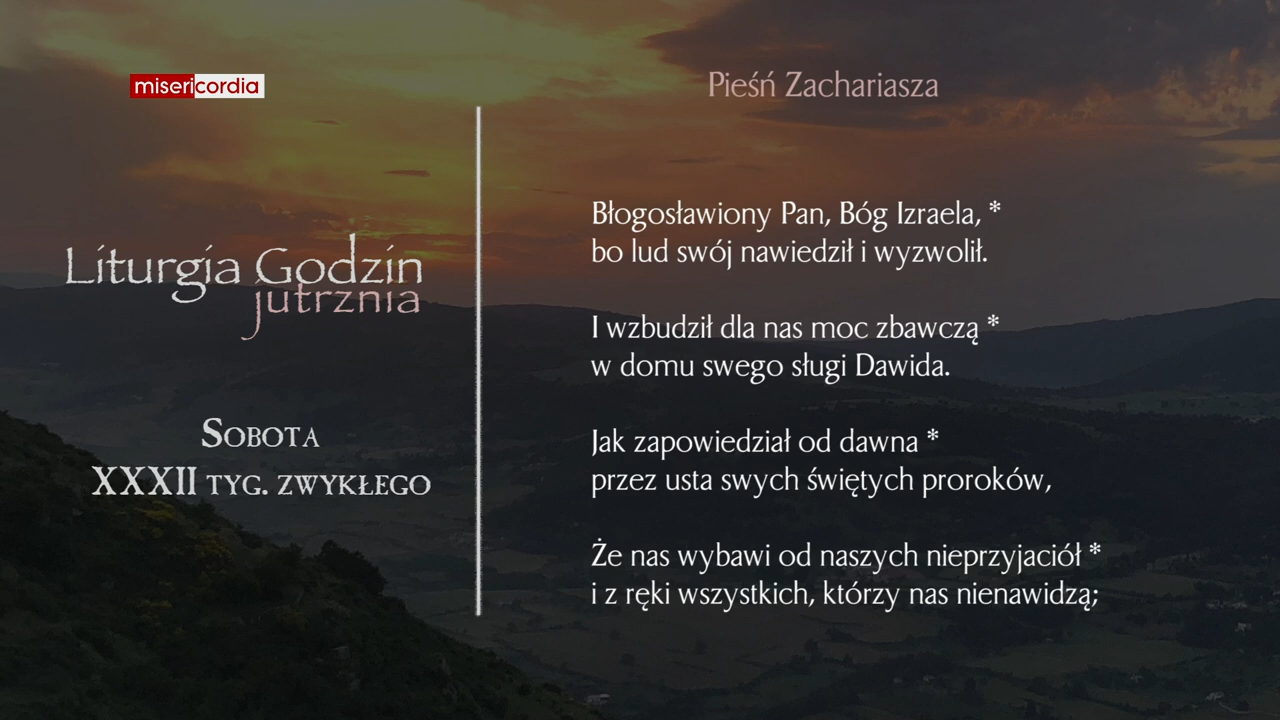 misericordia
Liturgia Godzin
jutrznia
Sobota
XXXII tyg. zwykłego
Pieśń Zachariasza
Błogosławiony Pan, Bóg Izraela, *
bo lud swój nawiedził i wyzwolił.
I wzbudził dla nas moc zbawczą *
w domu swego sługi Dawida.
Jak zapowiedział od dawna *
przez usta swych świętych proroków,
Że nas wybawi od naszych nieprzyjaciół *
i z ręki wszystkich, którzy nas nienawidzą;